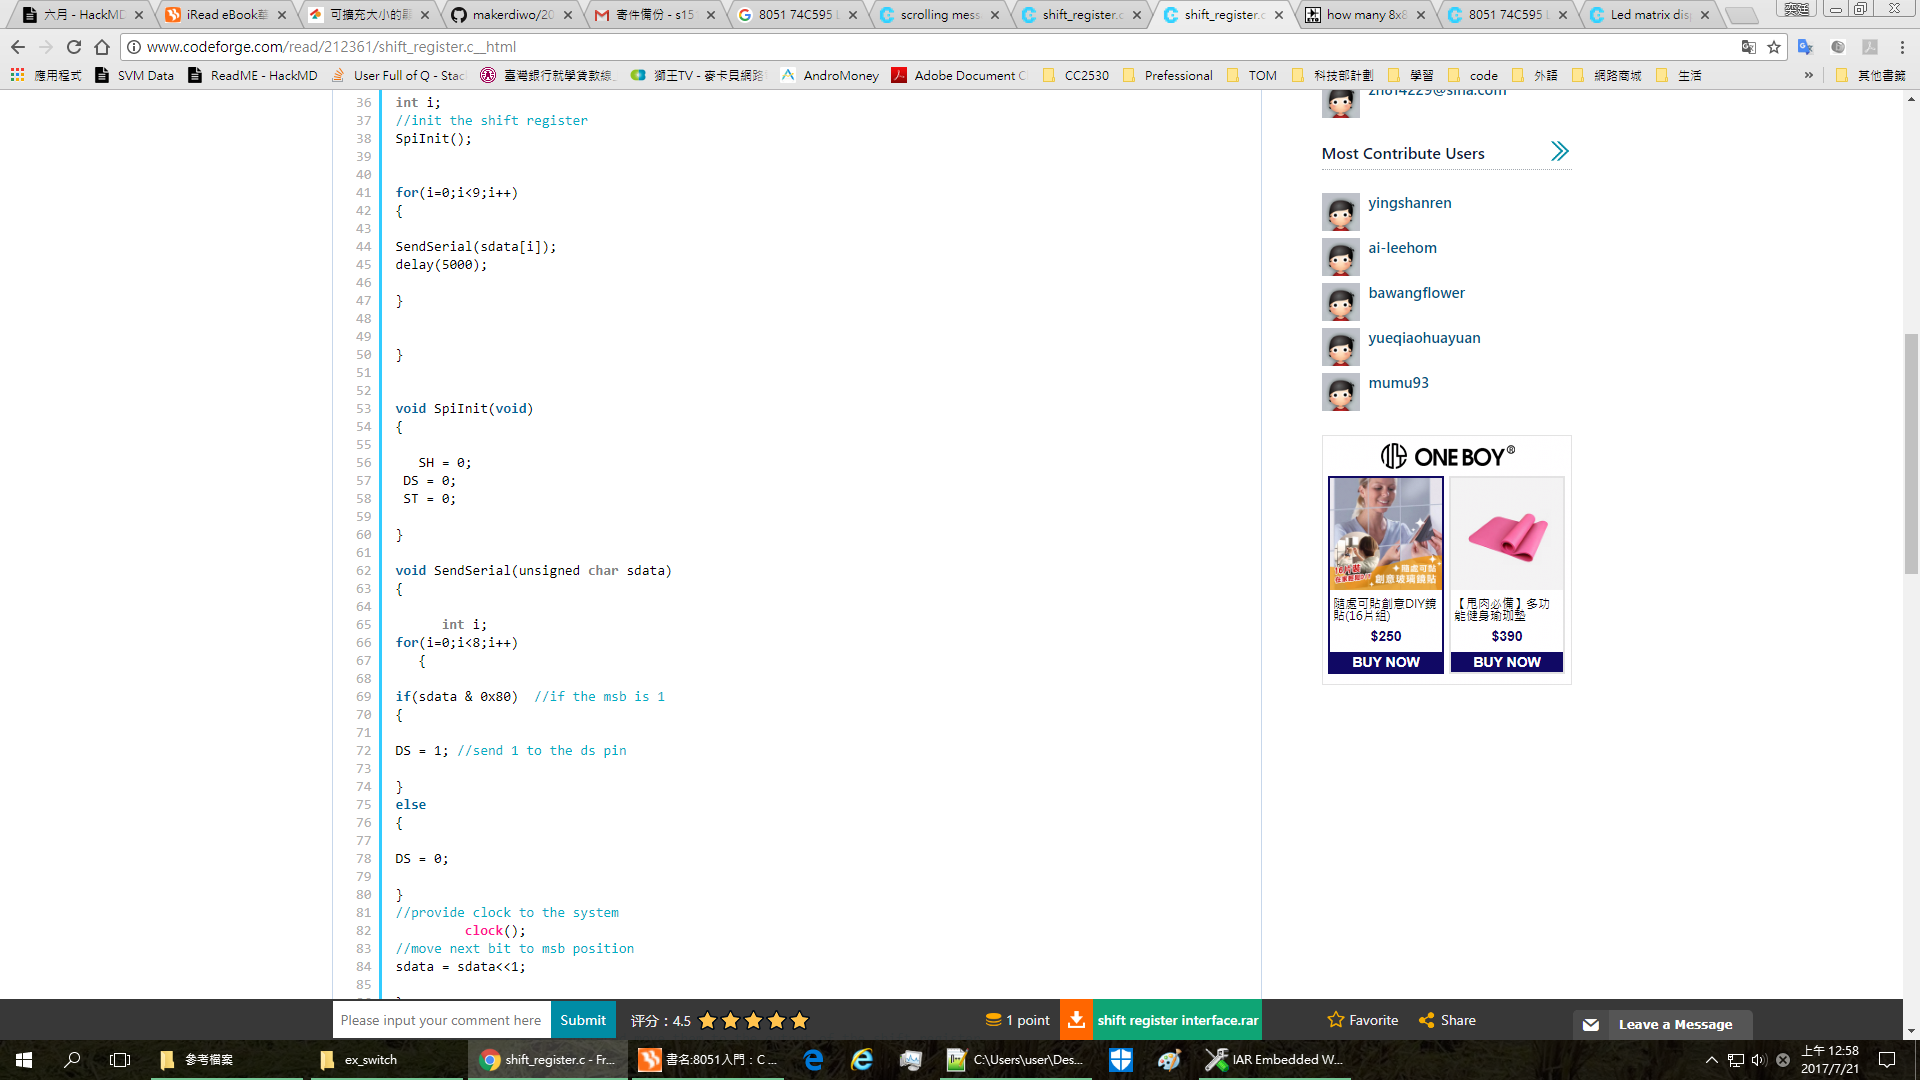 六月 - HackMD
iRead eBook華
可擴充大小的
makerdiwo/20
寄件備份 - s15
8051 74C595 L
scrolling mess
shift_register.c
shift_register.c
how many 8x8
8051 74C595 L
Led matrix dis
www.codeforge.com/read/212361/shift_register.c__html
應用程式
SVM Data
ReadME - HackMD
User Full of Q - Stac
臺灣銀行就學貸款線
獅王TV - 麥卡貝網路
AndroMoney
Adobe Document C
CC2530
Prefessional
TOM
科技部計劃
學習
code
外語
網路商城
生活
»
其他書籤
36 int i;
37 //init the shift register
38 SpiInit();
39
40
41 for(i=0;i<9;i++)
42 {
43
44 SendSerial(sdata[i]);
45 delay(5000);
46
47 }
48
49
50 }
51
52
53 void SpiInit(void)
54 {
55
56 SH = 0;
57 DS = 0;
58 ST = 0;
59
60 }
61
62 void SendSerial(unsigned char sdata)
63 {
64
65 int i;
66 for(i=0;i<8;i++)
67 {
68
69 if(sdata & 0x80) //if the msb is 1
70 {
71
72 DS = 1; //send 1 to the ds pin
73
74 }
75 else
76 {
77
78 DS = 0;
79
80 }
81 //provide clock to the system
82 clock();
83 //move next bit to msb position
84 sdata = sdata<<1;
85
zh614229@sina.com
Most Contribute Users
yingshanren
ai-leehom
bawangflower
yueqiaohuayuan
mumu93
ONE BOY®
隨處可貼創意DIY鏡
貼(16片組)
$250
BUY NOW
【甩肉必備】多功
能健身瑜珈墊
$390
BUY NOW
Please input your comment here
Submit
评分：4.5
1 point
shift register interface.rar
Favorite
Share
Leave a Message
參考檔案
ex_switch
shift_register.c - Fr...
書名:8051入門：C ...
C:\Users\user\Des...
IAR Embedded W...
上午 12:58
2017/7/21